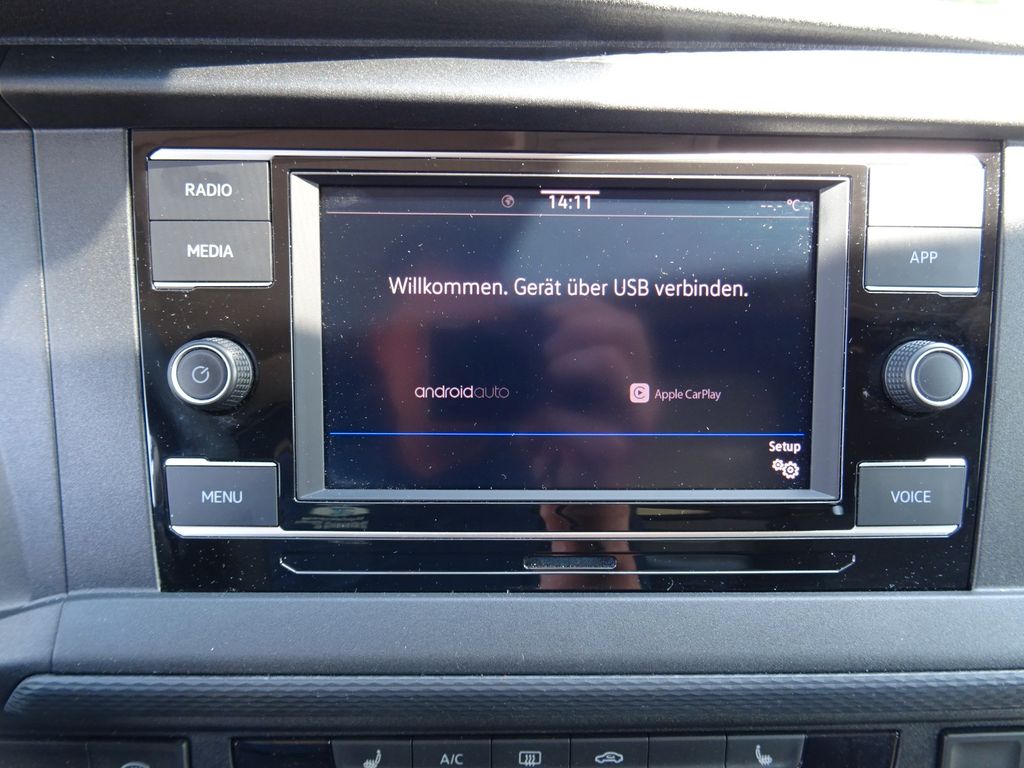 RADIO
MEDIA
MENU
14:11
--.- °C
Willkommen. Gerät über USB verbinden.
androidauto
Apple CarPlay
Setup
APP
VOICE
A/C